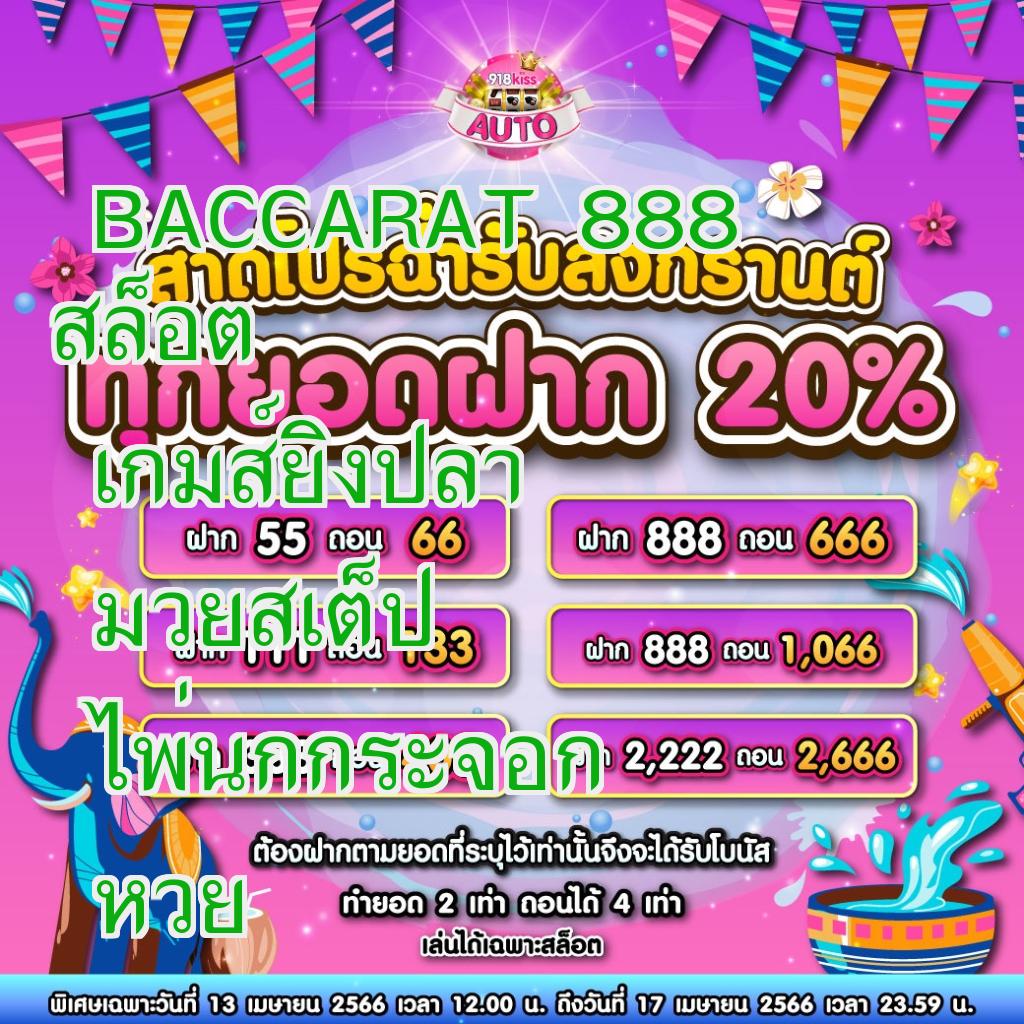 918kiss
AUTO
BACCARAT 888
สาดโปรฉ่ำรับสงกรานต์
สล็อต
ทุกยอดฝาก 20%
เกมส์ยิงปลา
ฝาก 55 ถอน 66
ฝาก 888 ถอน 666
มวยสเต็ป
ฝาก 111 ถอน 133
ฝาก 888 ถอน 1,066
ไพ่นกกระจอก
2,222 ถอน 2,666
ต้องฝากตามยอดที่ระบุไว้เท่านั้นจึงจะได้รับโบนัส
หวย
ทำยอด 2 เท่า ถอนได้ 4 เท่า
เล่นได้เฉพาะสล็อต
พิเศษเฉพาะวันที่ 13 เมษายน 2566 เวลา 12.00 น. ถึงวันที่ 17 เมษายน 2566 เวลา 23.59 น.